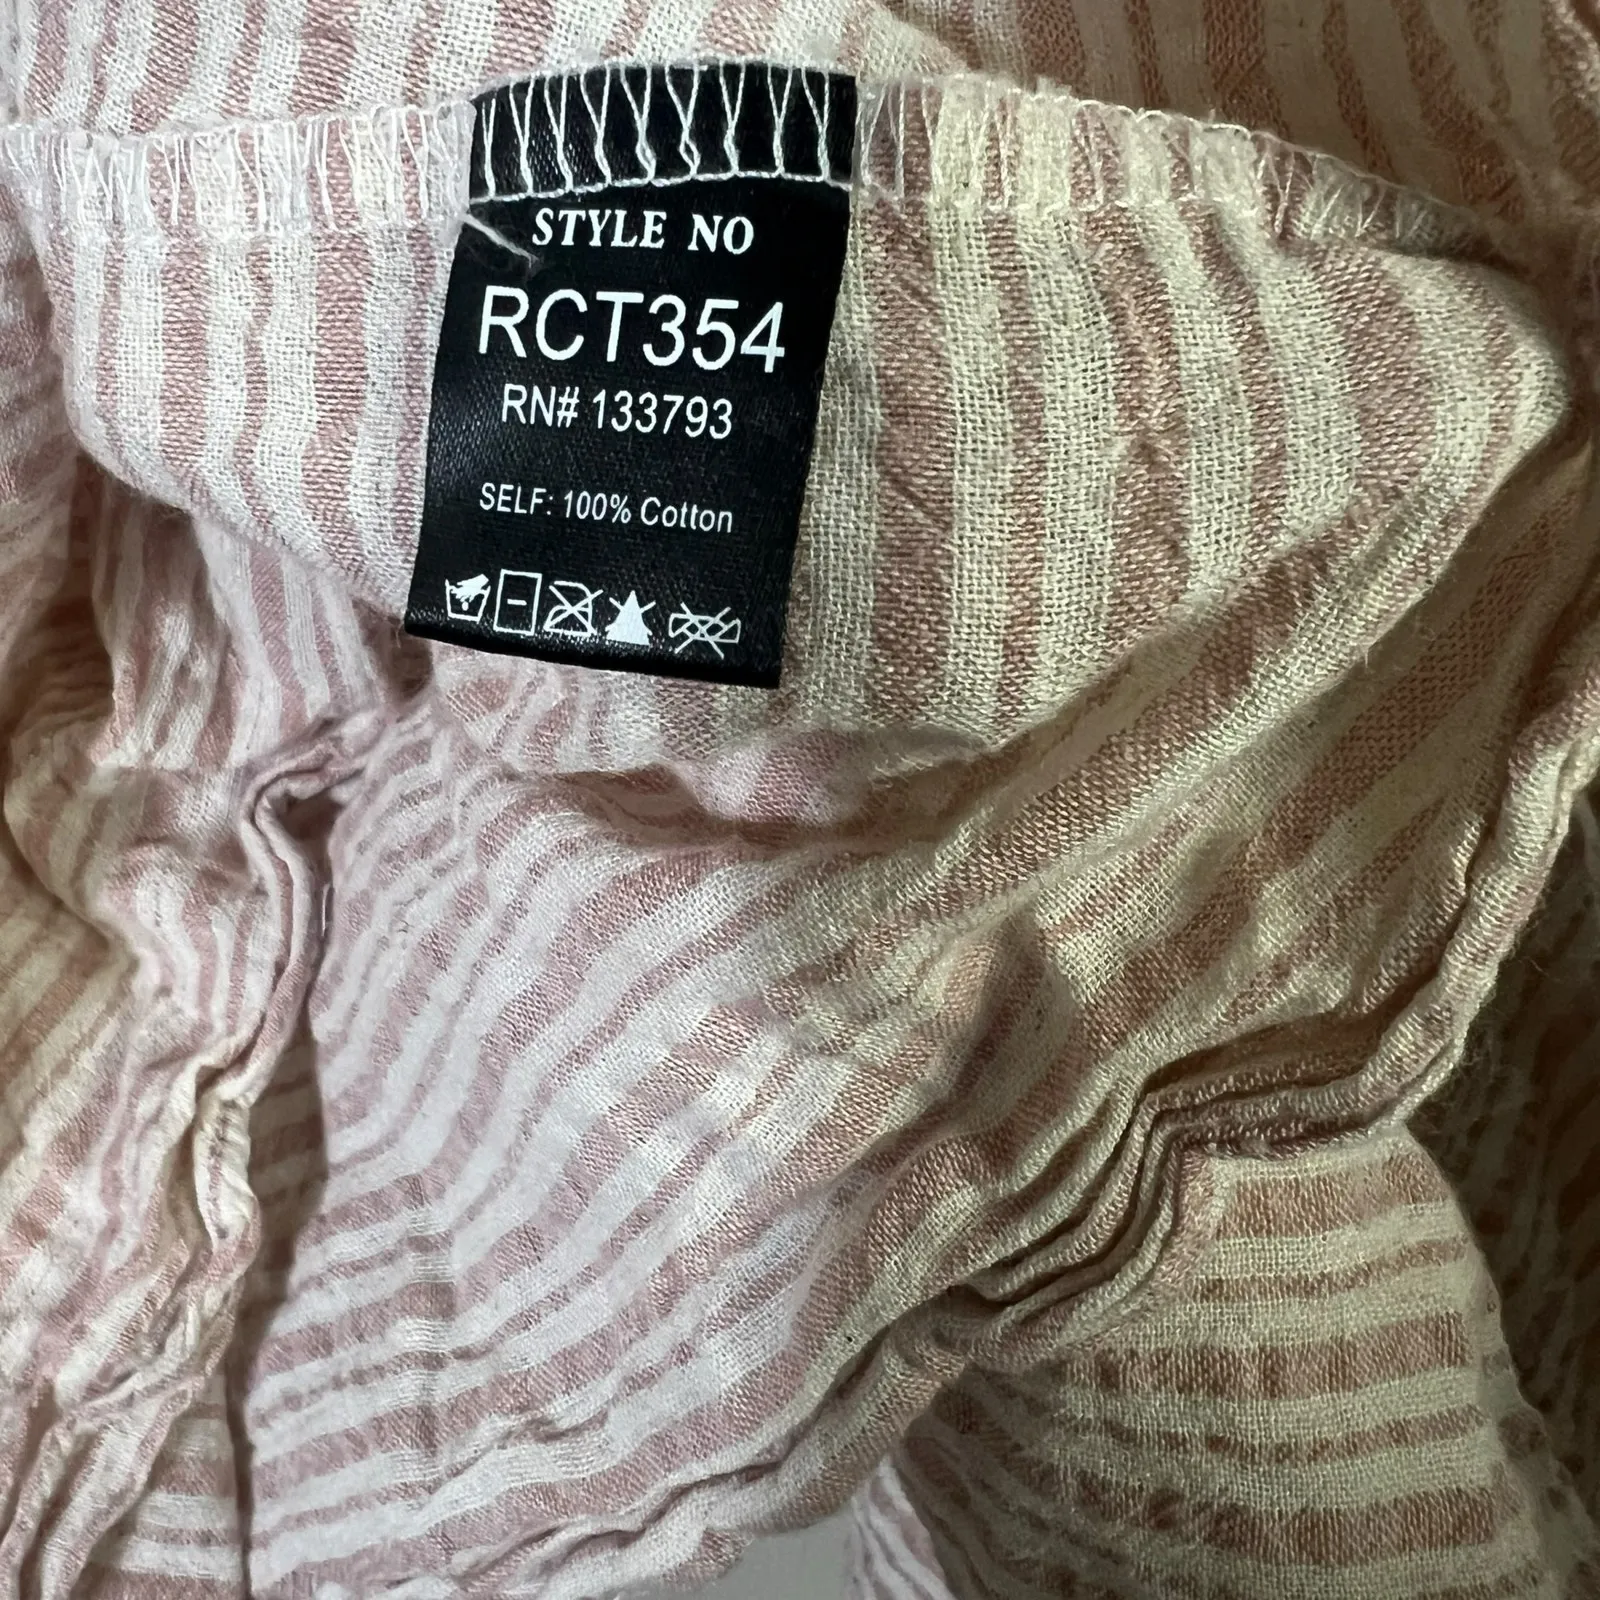 STYLE NO
RCT354
RN# 133793
SELF: 100% Cotton